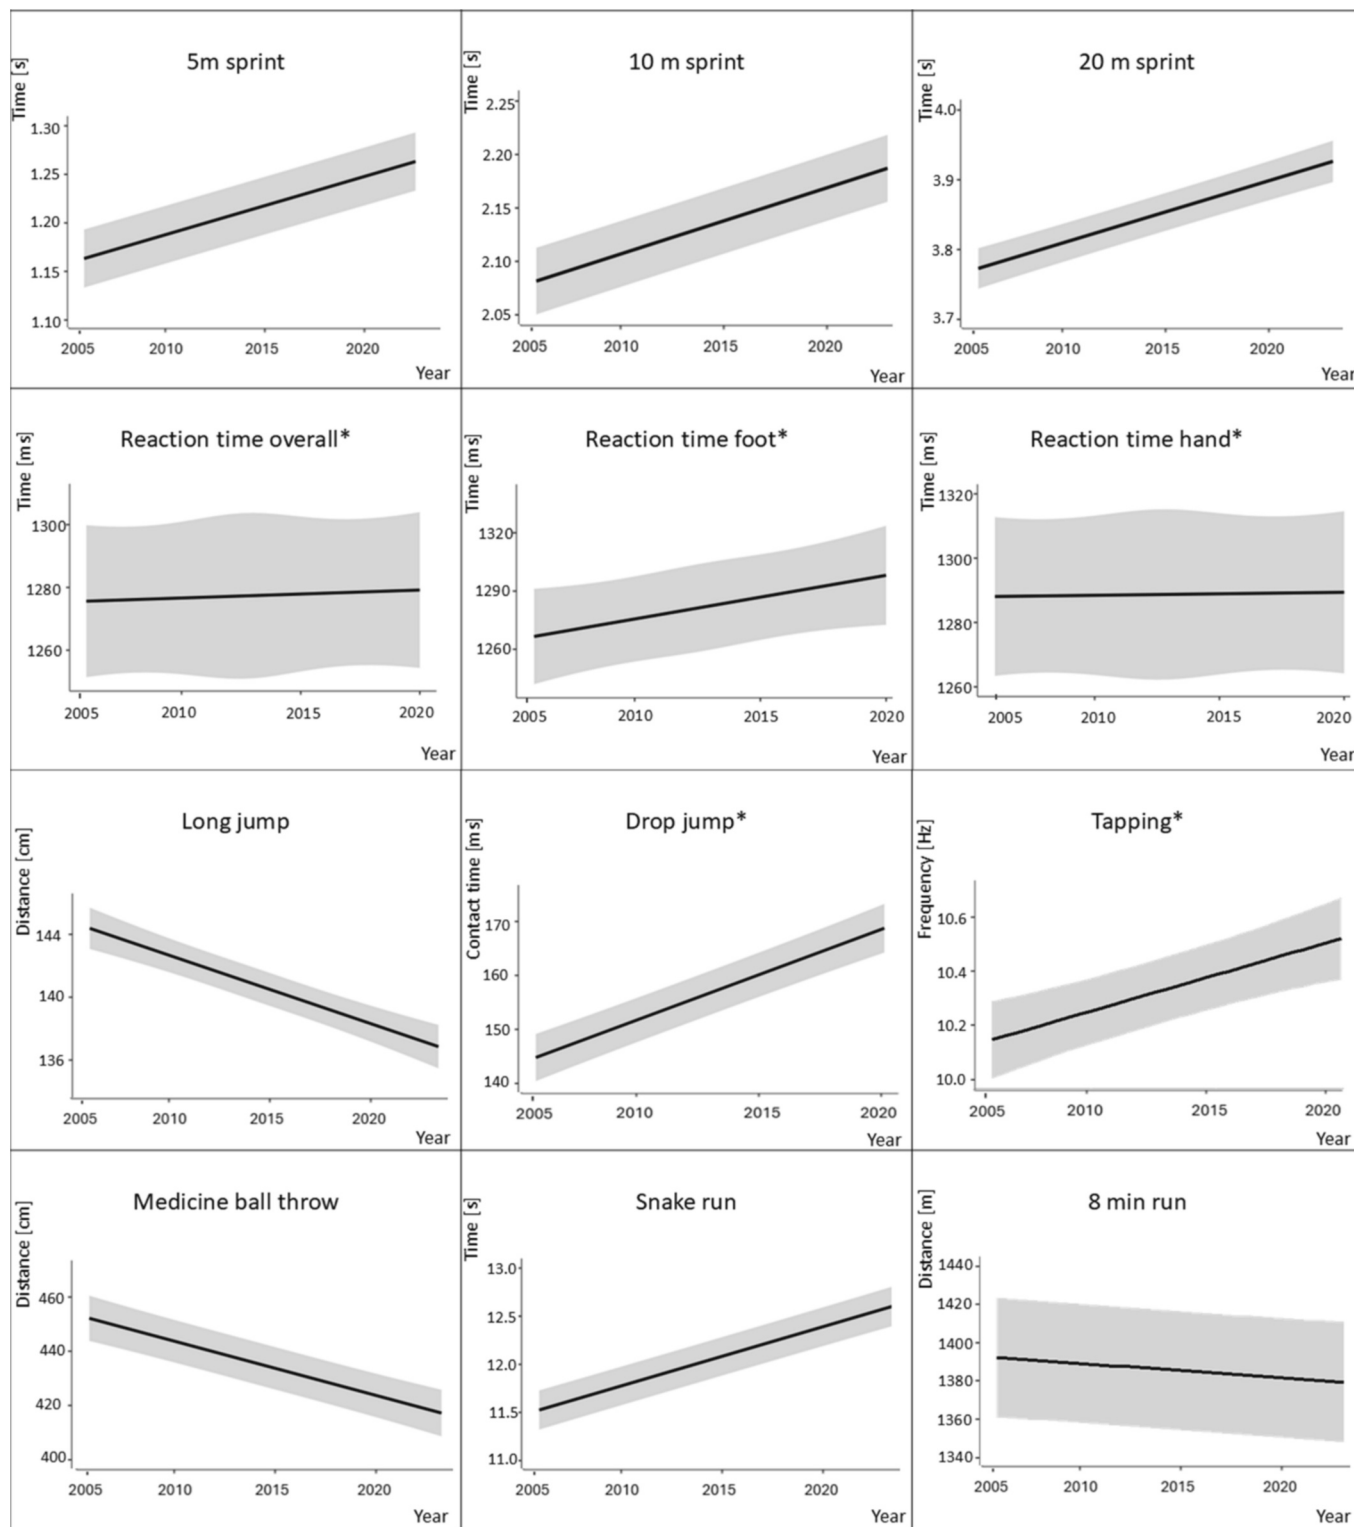 5m sprint
Time [s]
1.30
1.25
1.20
1.15
1.10
2005 2010 2015 2020
Year
10 m sprint
Time [s]
2.25
2.20
2.15
2.10
2.05
2005 2010 2015 2020
Year
20 m sprint
Time [s]
4.0
3.9
3.8
3.7
2005 2010 2015 2020
Year
Reaction time overall*
Time [ms]
1300
1280
1260
2005 2010 2015 2020
Year
Reaction time foot*
Time [ms]
1320
1290
1260
2005 2010 2015 2020
Year
Reaction time hand*
Time [ms]
1320
1300
1280
1260
2005 2010 2015 2020
Year
Long jump
Distance [cm]
144
140
136
2005 2010 2015 2020
Year
Drop jump*
Contact time [ms]
170
160
150
140
2005 2010 2015 2020
Year
Tapping*
Frequency [Hz]
10.6
10.4
10.2
10.0
2005 2010 2015 2020
Year
Medicine ball throw
Distance [cm]
460
440
420
400
2005 2010 2015 2020
Year
Snake run
Time [s]
13.0
12.5
12.0
11.5
11.0
2005 2010 2015 2020
Year
8 min run
Distance [m]
1440
1420
1400
1380
1360
1340
2005 2010 2015 2020
Year